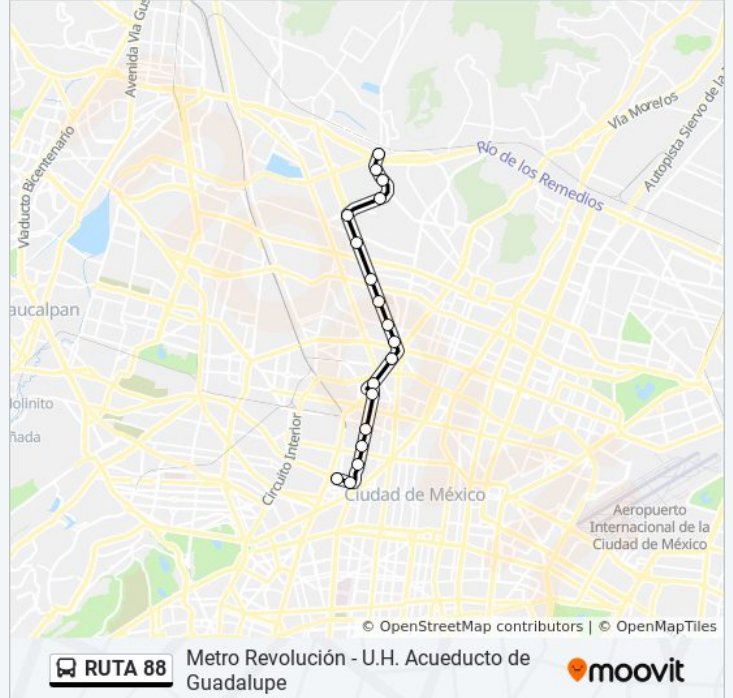 Avenida Vía Gus
Vía Morelos
Autopista Siervo de la
Río de los Remedios
Viaducto Bicentenario
aucalpan
Molinito
ñada
Circuito Interior
Ciudad de México
Aeropuerto
Internacional de la
Ciudad de México
© OpenStreetMap contributors | © OpenMapTiles
RUTA 88
Metro Revolución - U.H. Acueducto de
Guadalupe
moovit